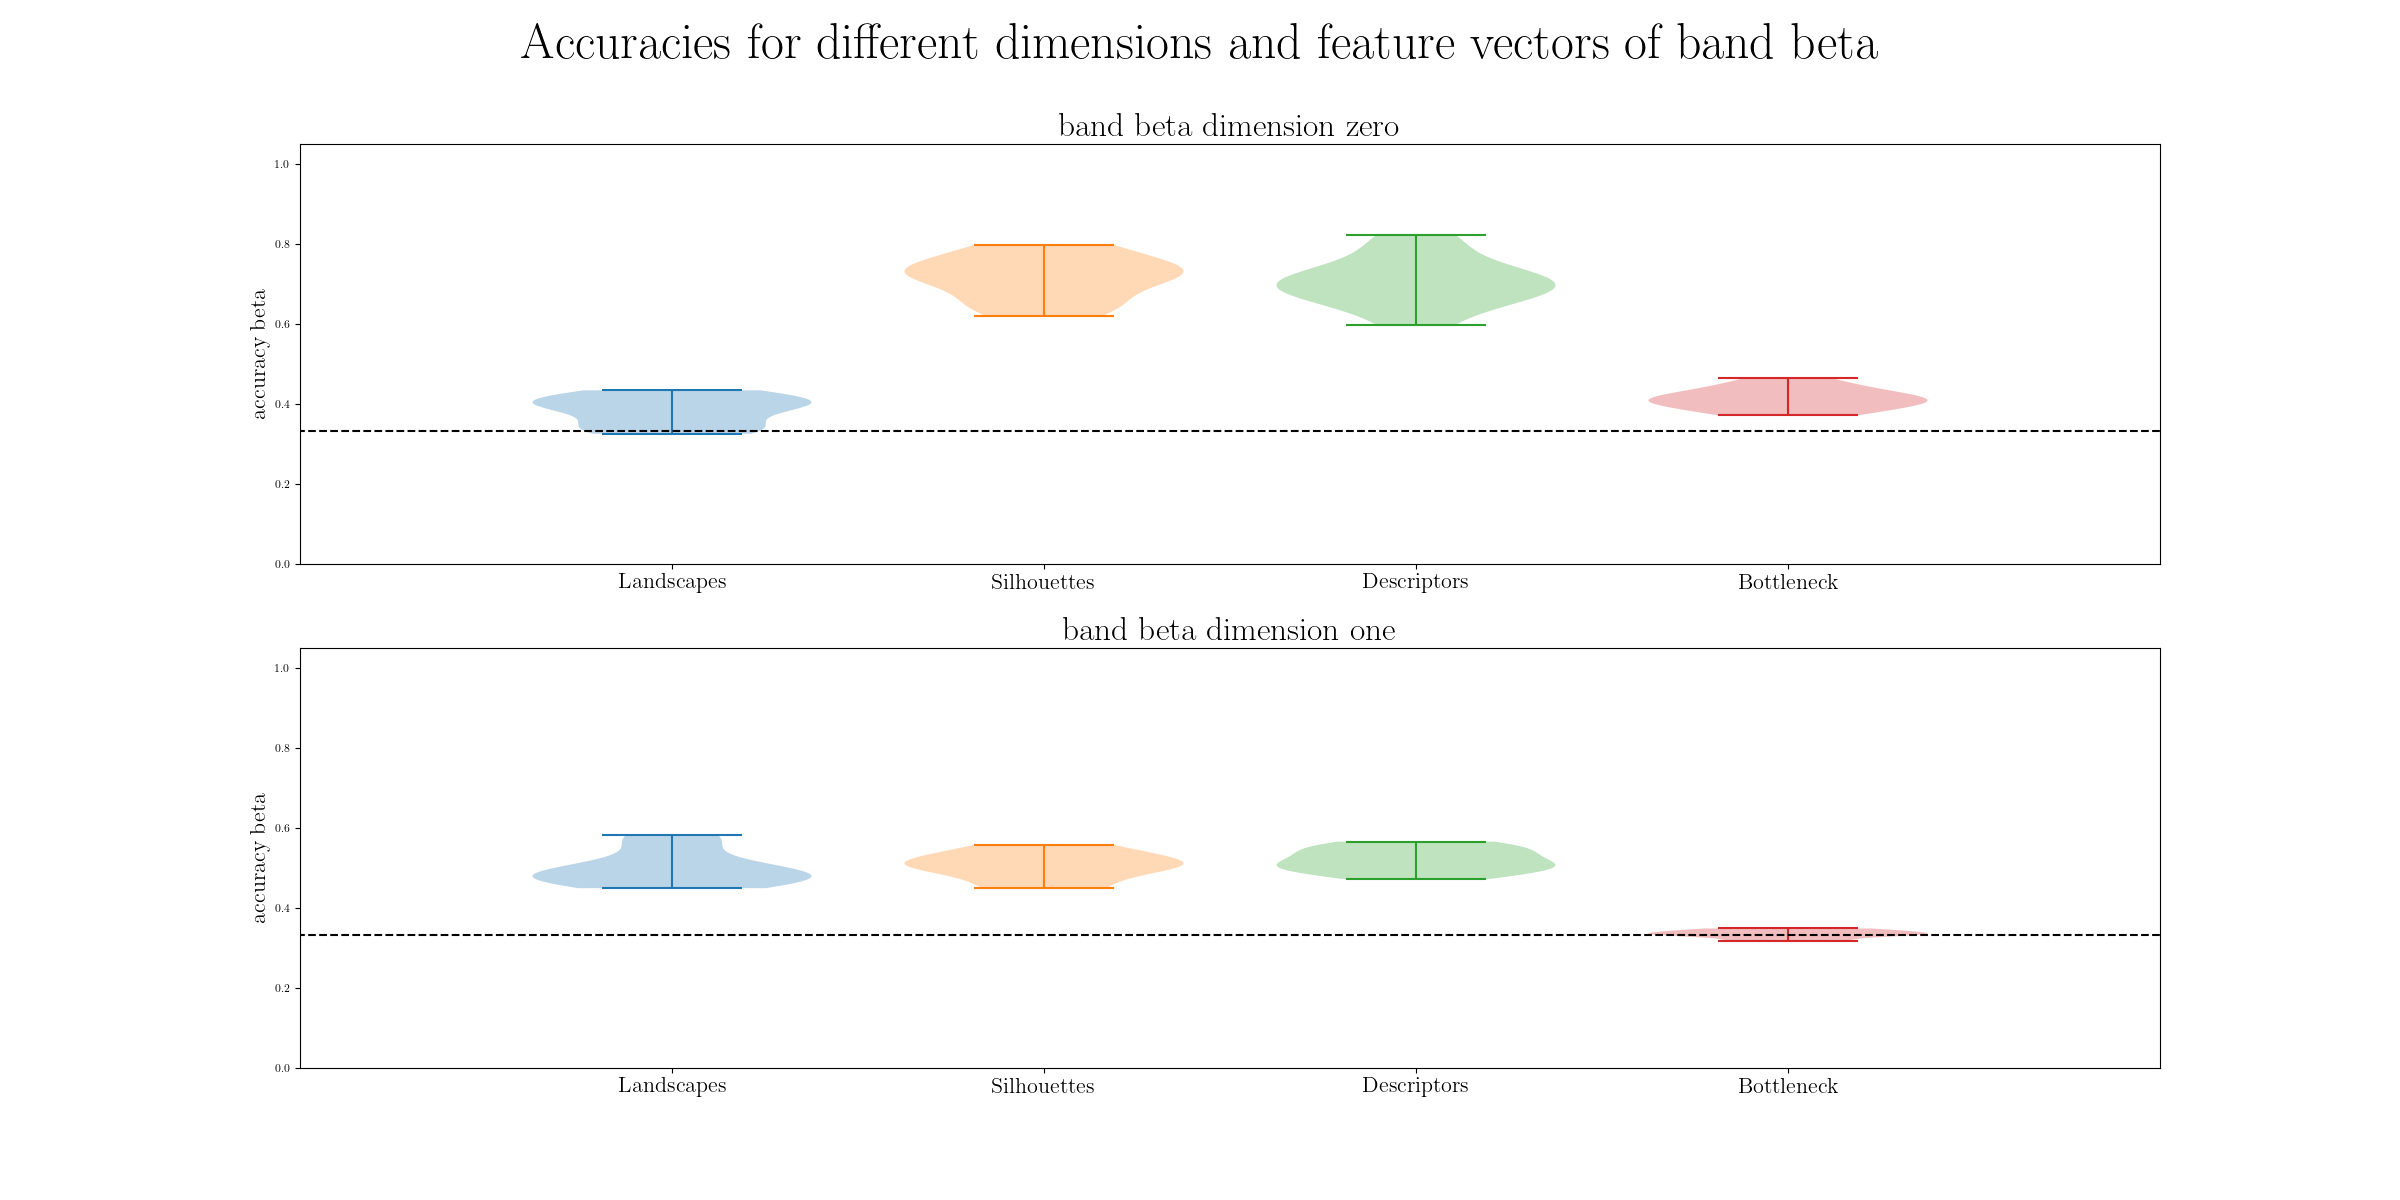 Accuracies for different dimensions and feature vectors of band beta
band beta dimension zero
1.0
0.8
0.6
0.4
0.2
0.0
accuracy beta
Landscapes Silhouettes Descriptors Bottleneck
band beta dimension one
1.0
0.8
0.6
0.4
0.2
0.0
accuracy beta
Landscapes Silhouettes Descriptors Bottleneck